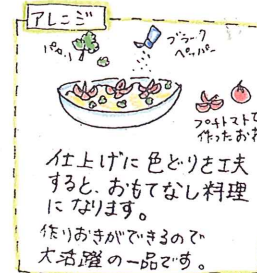 アレンジ
パセリ
ブラック
ペッパー
プチトマトで
作ったお花
仕上げに色どりを工夫
すると、おもてなし料理
になります。
作りおきができるので
大活躍の一品です。